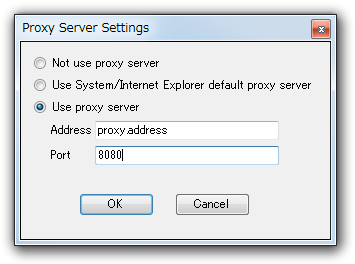 Proxy Server Settings
Not use proxy server
Use System/Internet Explorer default proxy server
Use proxy server
Address proxy.address
Port 8080
OK Cancel